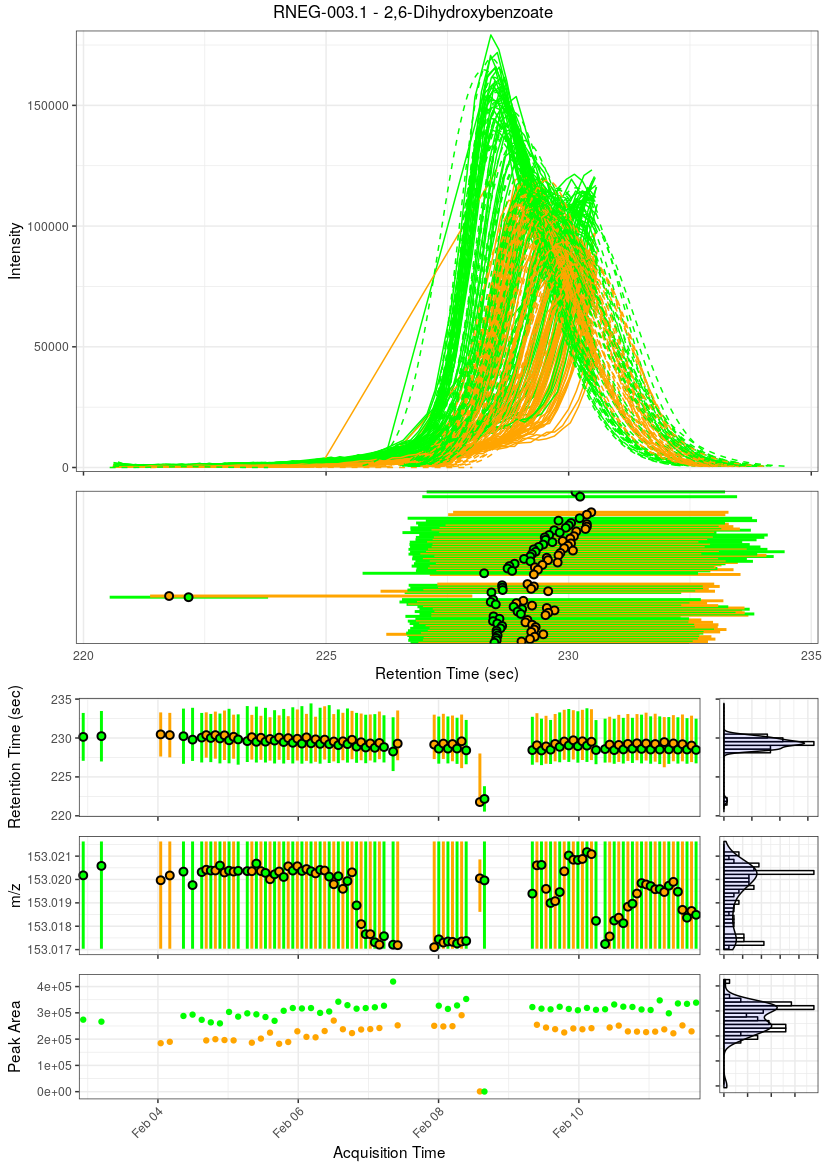 RNEG-003.1 - 2,6-Dihydroxybenzoate
150000
100000
50000
0
Intensity
220
225
230
235
Retention Time (sec)
235
230
225
220
Retention Time (sec)
153.021
153.020
153.019
153.018
153.017
m/z
4e+05
3e+05
2e+05
1e+05
0e+00
Peak Area
Feb 04
Feb 06
Feb 08
Feb 10
Acquisition Time